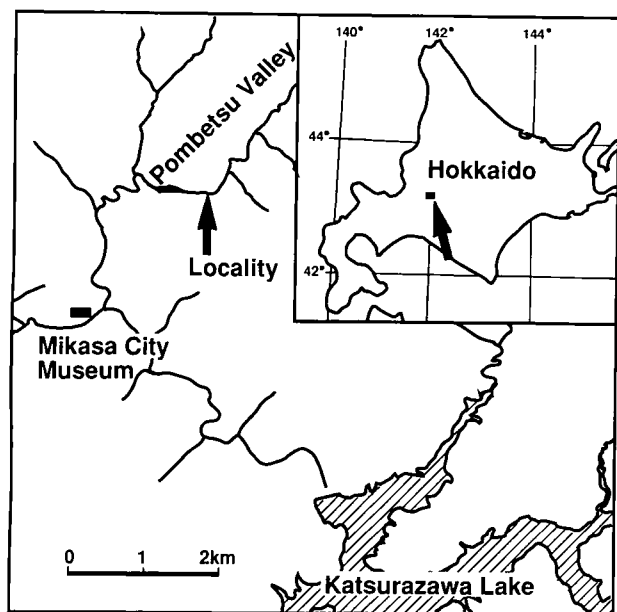 140°
142°
144°
44°
Hokkaido
42°
Pombetsu Valley
Locality
Mikasa City
Museum
0 1 2km
Katsurazawa Lake